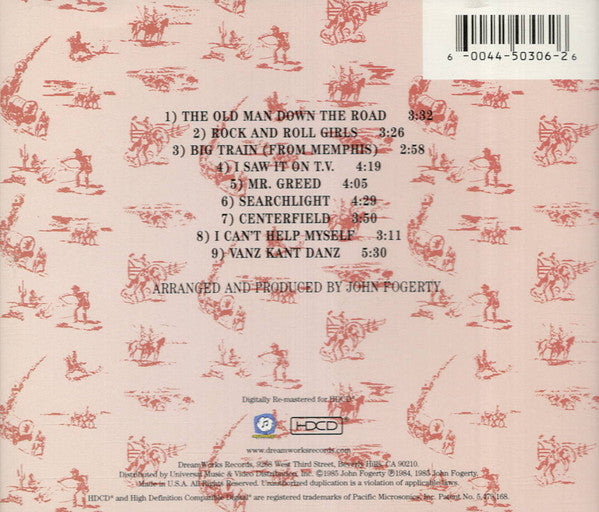 6 0044-50306-2 6
1) THE OLD MAN DOWN THE ROAD 3:32
2) ROCK AND ROLL GIRLS 3:26
3) BIG TRAIN (FROM MEMPHIS) 2:58
4) I SAW IT ON T.V. 4:19
5) MR. GREED 4:05
6) SEARCHLIGHT 4:29
7) CENTERFIELD 3:50
8) I CAN'T HELP MYSELF 3:11
9) VANZ KANT DANZ 5:30
ARRANGED AND PRODUCED BY JOHN FOGERTY
Digitally Re-mastered for HDCD®
HDCD
www.dreamworksrecords.com
DreamWorks Records, 9268 West Third Street, Beverly Hills, CA 90210.
Distributed by Universal Music & Video Distribution, Inc. ©1985 John Fogerty ℗1984, 1985 John Fogerty.
Made in U.S.A. All Rights Reserved. Unauthorized duplication is a violation of applicable laws.
HDCD® and High Definition Compatible Digital® are registered trademarks of Pacific Microsonics, Inc. Patent No. 5,479,168.